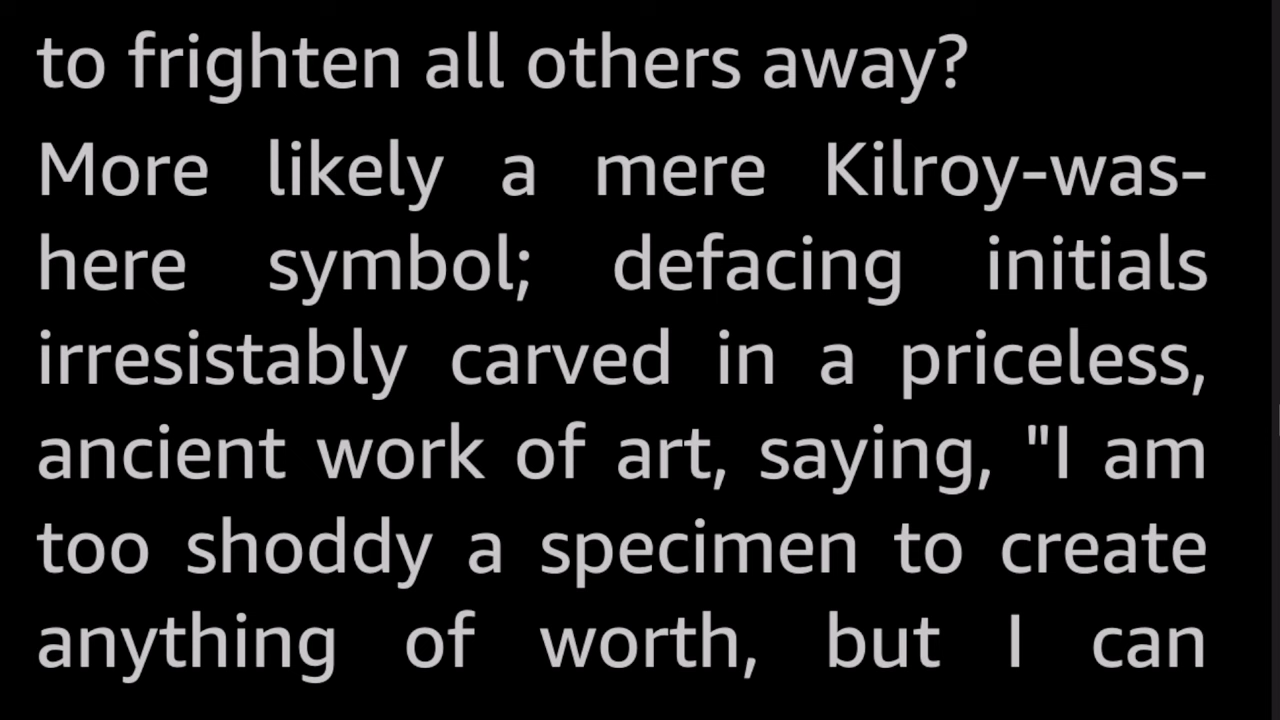 to frighten all others away?
More likely a mere Kilroy-was-
here symbol; defacing initials
irresistably carved in a priceless,
ancient work of art, saying, "I am
too shoddy a specimen to create
anything of worth, but I can